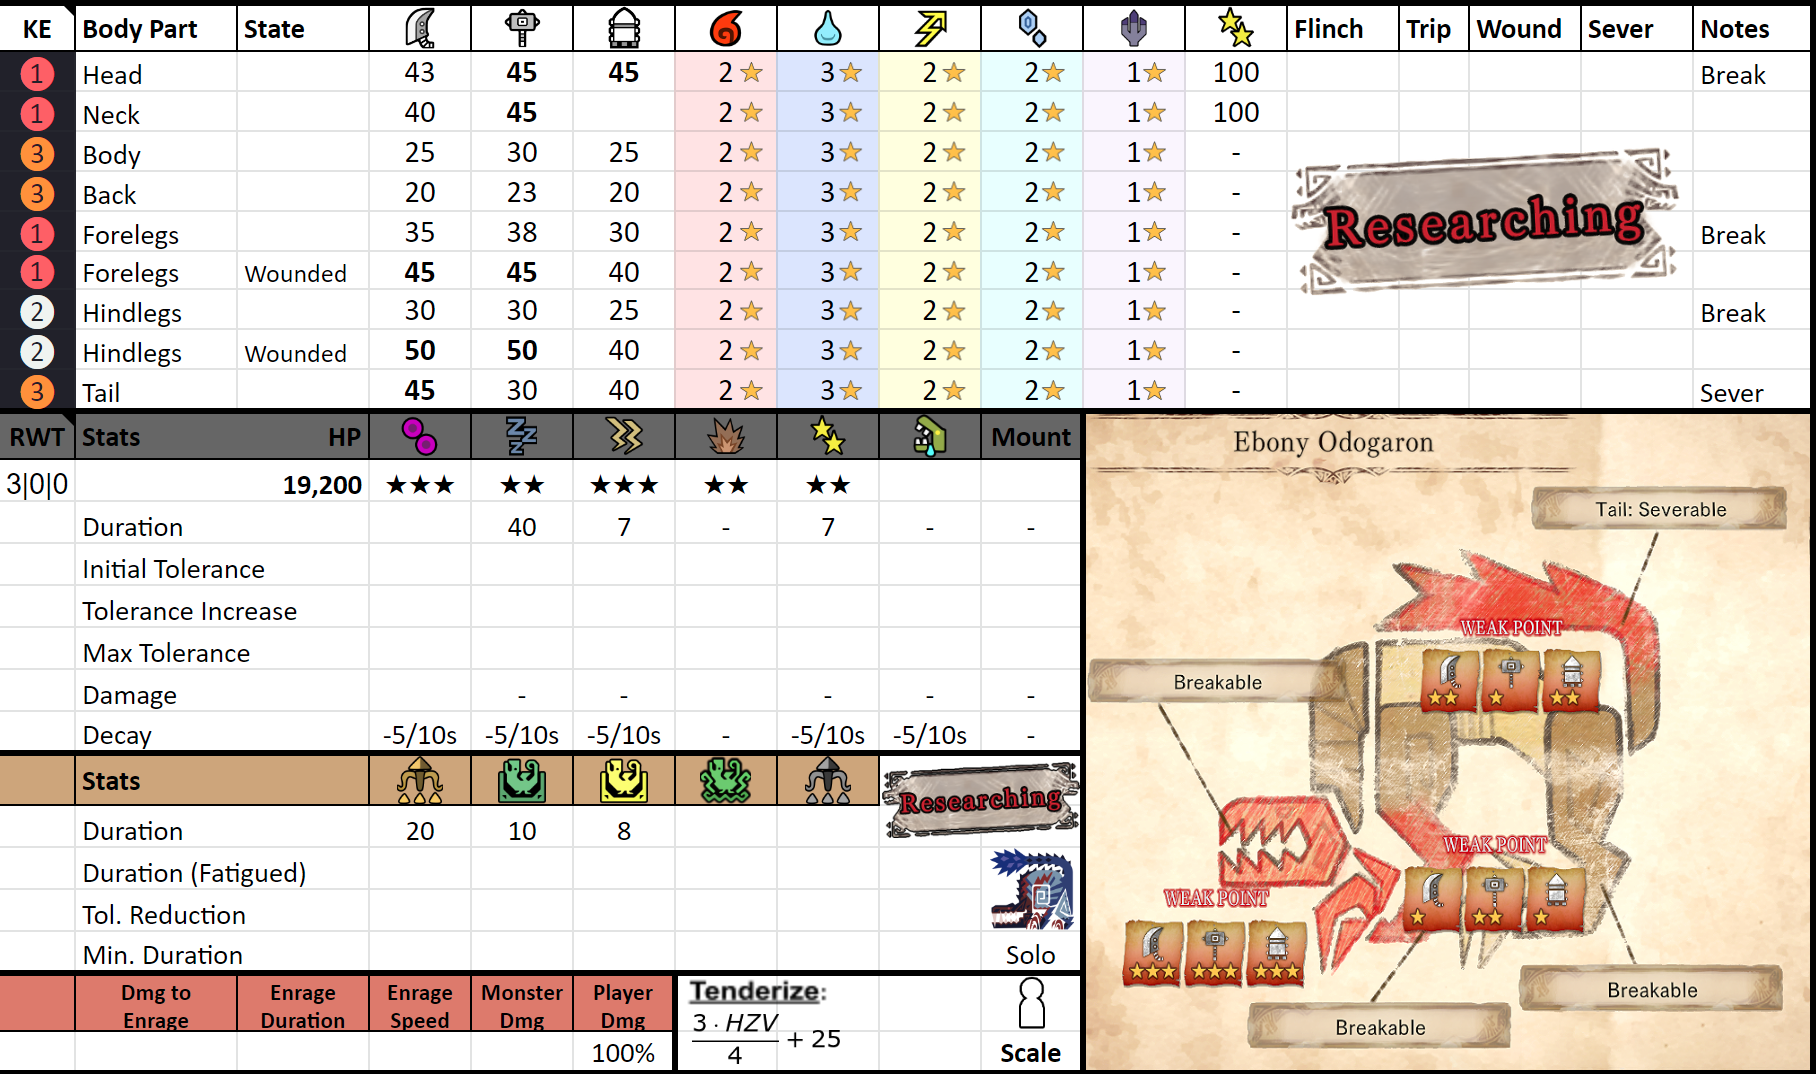 KE Body Part State Flinch Trip Wound Sever Notes
1 Head 43 45 45 2 3 2 2 1 100 Break
1 Neck 40 45 2 3 2 2 1 100
3 Body 25 30 25 2 3 2 2 1 -
3 Back 20 23 20 2 3 2 2 1 -
1 Forelegs 35 38 30 2 3 2 2 1 - Break
1 Forelegs Wounded 45 45 40 2 3 2 2 1 -
2 Hindlegs 30 30 25 2 3 2 2 1 - Break
2 Hindlegs Wounded 50 50 40 2 3 2 2 1 -
3 Tail 45 30 40 2 3 2 2 1 - Sever
Researching
RWT Stats HP Mount
3|0|0 19,200 ★★★ ★★ ★★★ ★★ ★★
Duration 40 7 - 7 - -
Initial Tolerance
Tolerance Increase
Max Tolerance
Damage - - - - -
Decay -5/10s -5/10s -5/10s - -5/10s -5/10s -
Stats
Researching
Duration 20 10 8
Duration (Fatigued)
Tol. Reduction
Min. Duration Solo
Dmg to Enrage
Enrage Duration
Enrage Speed
Monster Dmg
Player Dmg
100%
Tenderize:
3 · HZV
4
+ 25
Scale
Ebony Odogaron
Tail: Severable
WEAK POINT
Breakable
WEAK POINT
WEAK POINT
Breakable
Breakable